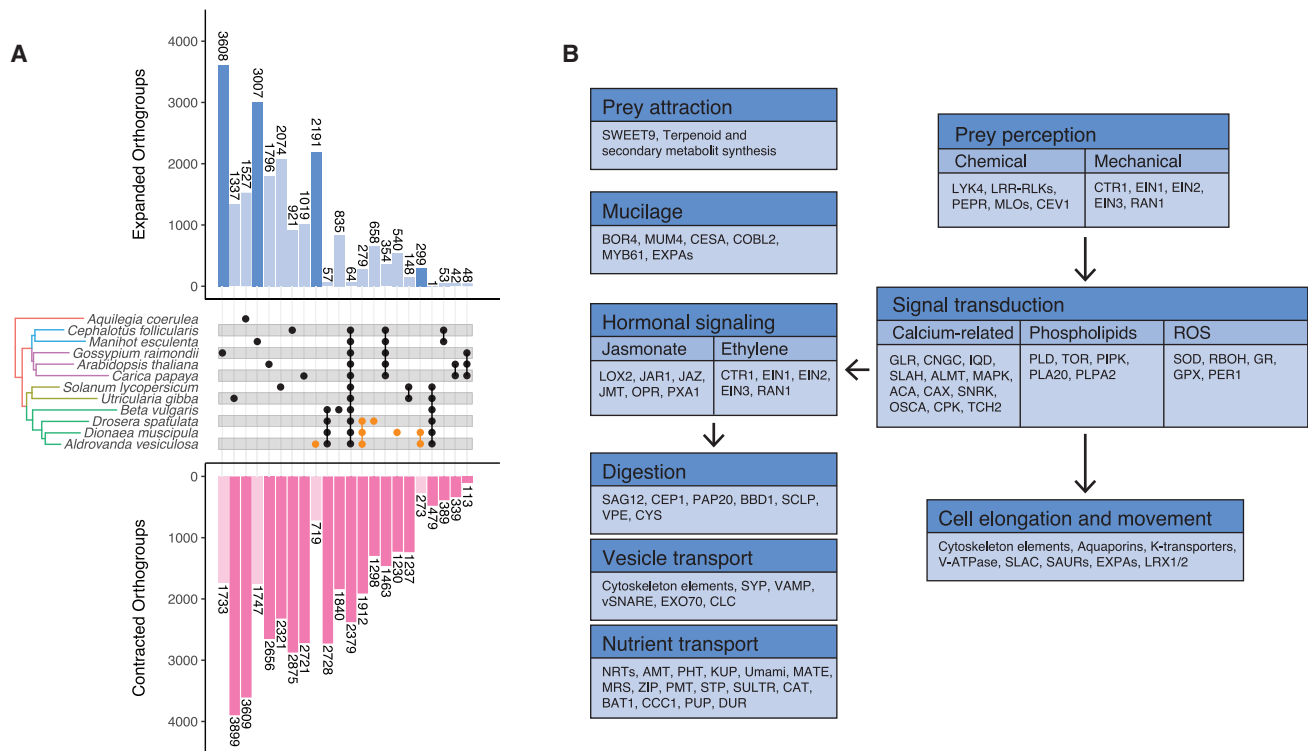 A
Expanded Orthogroups
4000
3000
2000
1000
0
3608
1337
1527
3007
1796
2074
921
1019
2191
57
835
64
279
658
354
540
148
299
1
53
42
48
Aquilegia coerulea
Cephalotus follicularis
Manihot esculenta
Gossypium raimondii
Arabidopsis thaliana
Carica papaya
Solanum lycopersicum
Utricularia gibba
Beta vulgaris
Drosera spatulata
Dionaea muscipula
Aldrovanda vesiculosa
Contracted Orthogroups
0
1000
2000
3000
4000
1733
3899
3609
1747
2656
2321
2875
2721
719
2728
1840
2379
1912
1298
1463
1230
1237
273
479
389
339
113
B
Prey attraction
SWEET9, Terpenoid and
secondary metabolit synthesis
Mucilage
BOR4, MUM4, CESA, COBL2,
MYB61, EXPAs
Hormonal signaling
Jasmonate
LOX2, JAR1, JAZ,
JMT, OPR, PXA1
Ethylene
CTR1, EIN1, EIN2,
EIN3, RAN1
Digestion
SAG12, CEP1, PAP20, BBD1, SCLP,
VPE, CYS
Vesicle transport
Cytoskeleton elements, SYP, VAMP,
vSNARE, EXO70, CLC
Nutrient transport
NRTs, AMT, PHT, KUP, Umami, MATE,
MRS, ZIP, PMT, STP, SULTR, CAT,
BAT1, CCC1, PUP, DUR
Prey perception
Chemical
LYK4, LRR-RLKs,
PEPR, MLOs, CEV1
Mechanical
CTR1, EIN1, EIN2,
EIN3, RAN1
Signal transduction
Calcium-related
GLR, CNGC, IQD,
SLAH, ALMT, MAPK,
ACA, CAX, SNRK,
OSCA, CPK, TCH2
Phospholipids
PLD, TOR, PIPK,
PLA20, PLPA2
ROS
SOD, RBOH, GR,
GPX, PER1
Cell elongation and movement
Cytoskeleton elements, Aquaporins, K-transporters,
V-ATPase, SLAC, SAURs, EXPAs, LRX1/2